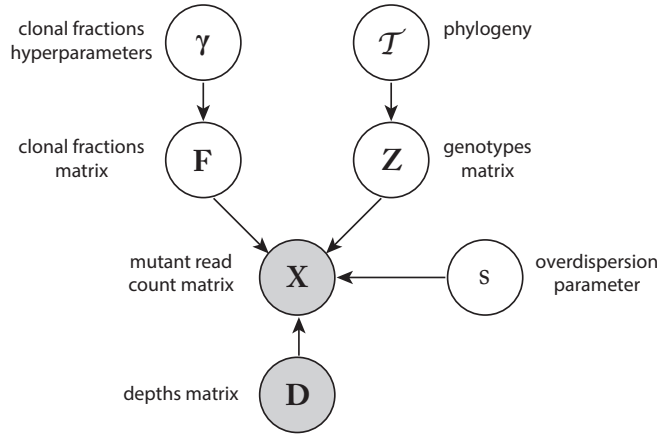 clonal fractions
hyperparameters
γ
𝒯
phylogeny
clonal fractions
matrix
F
Z
genotypes
matrix
mutant read
count matrix
X
s
overdispersion
parameter
depths matrix
D